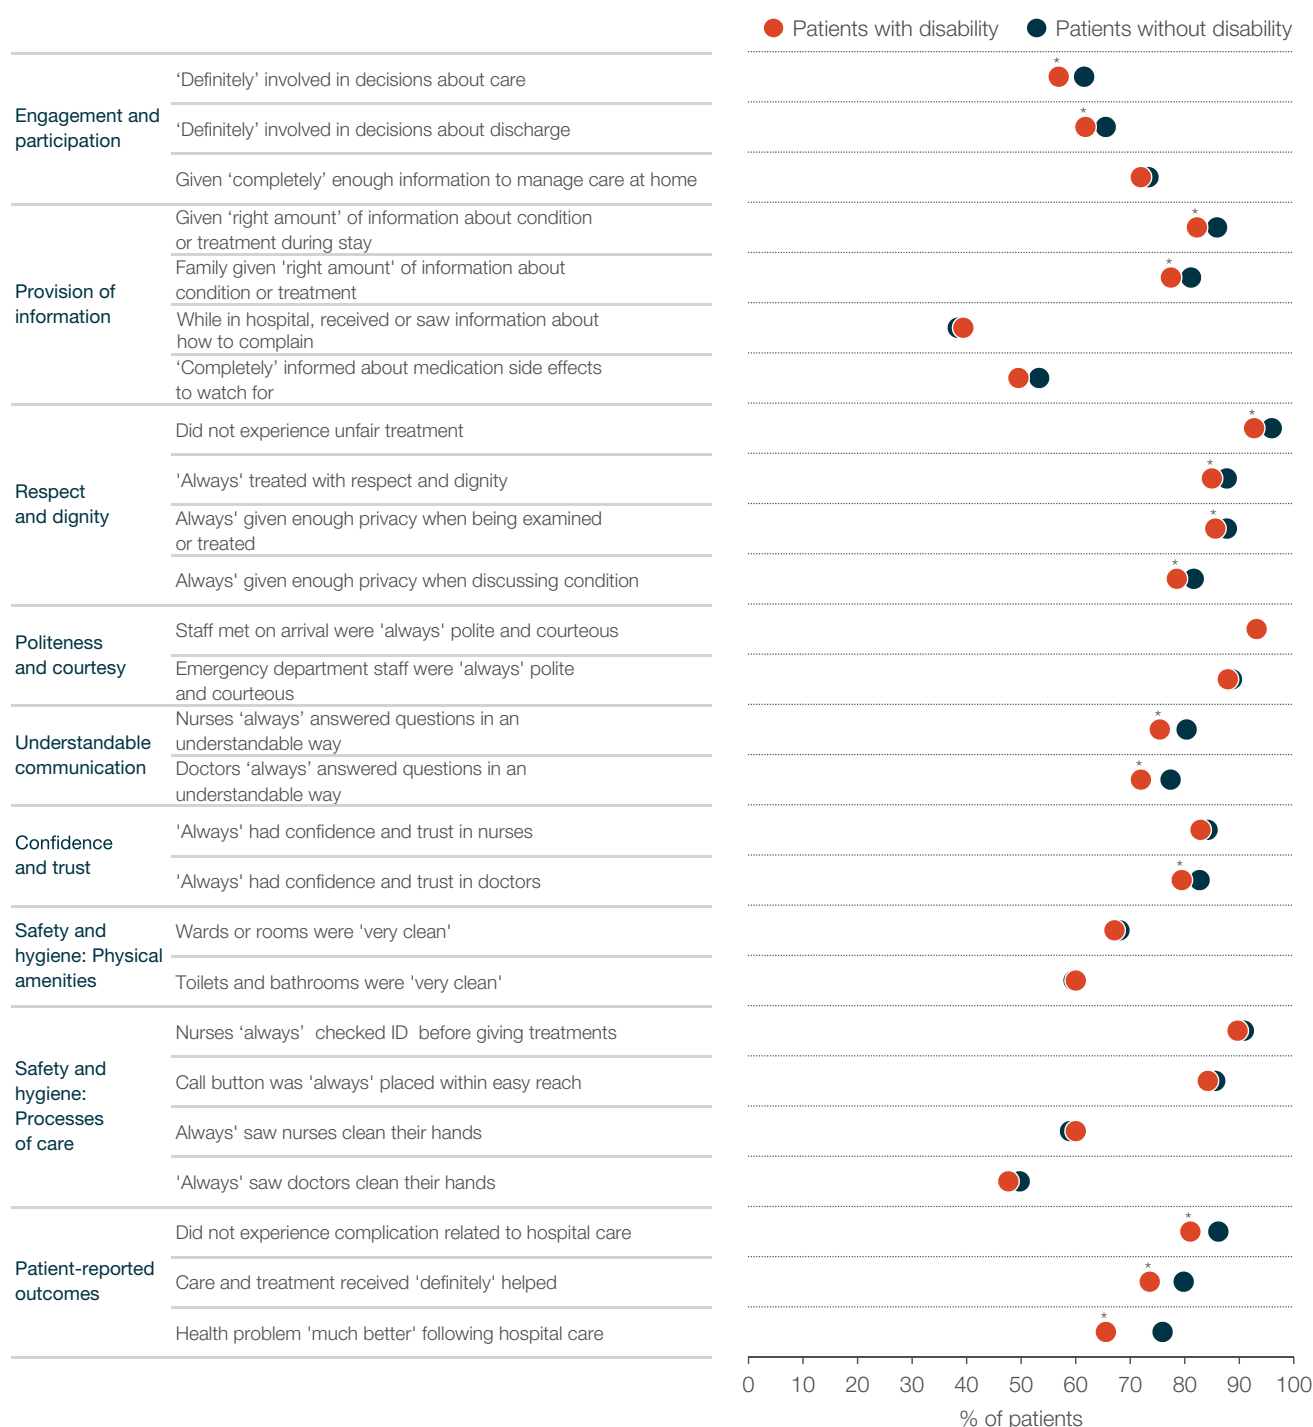 Patients with disability Patients without disability
Engagement and
participation
‘Definitely’ involved in decisions about care
*
‘Definitely’ involved in decisions about discharge
*
Given ‘completely’ enough information to manage care at home
Provision of
information
Given ‘right amount’ of information about condition
or treatment during stay
*
Family given 'right amount' of information about
condition or treatment
*
While in hospital, received or saw information about
how to complain
‘Completely’ informed about medication side effects
to watch for
Respect
and dignity
Did not experience unfair treatment
*
'Always' treated with respect and dignity
*
Always' given enough privacy when being examined
or treated
*
Always' given enough privacy when discussing condition
*
Politeness
and courtesy
Staff met on arrival were 'always' polite and courteous
Emergency department staff were 'always' polite
and courteous
Understandable
communication
Nurses ‘always’ answered questions in an
understandable way
*
Doctors ‘always’ answered questions in an
understandable way
*
Confidence
and trust
'Always' had confidence and trust in nurses
'Always' had confidence and trust in doctors
*
Safety and
hygiene: Physical
amenities
Wards or rooms were 'very clean'
Toilets and bathrooms were 'very clean'
Safety and
hygiene:
Processes
of care
Nurses ‘always’ checked ID before giving treatments
Call button was 'always' placed within easy reach
Always' saw nurses clean their hands
'Always' saw doctors clean their hands
Patient-reported
outcomes
Did not experience complication related to hospital care
*
Care and treatment received 'definitely' helped
*
Health problem 'much better' following hospital care
*
0 10 20 30 40 50 60 70 80 90 100
% of patients